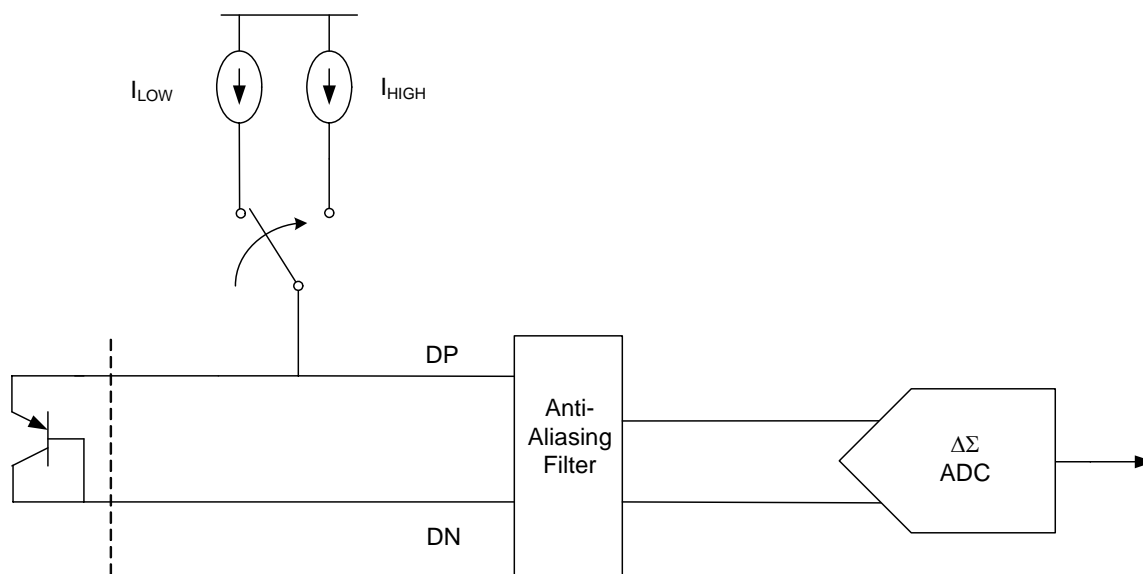 I_LOW
I_HIGH
DP
Anti-
Aliasing
Filter
ΔΣ
ADC
DN